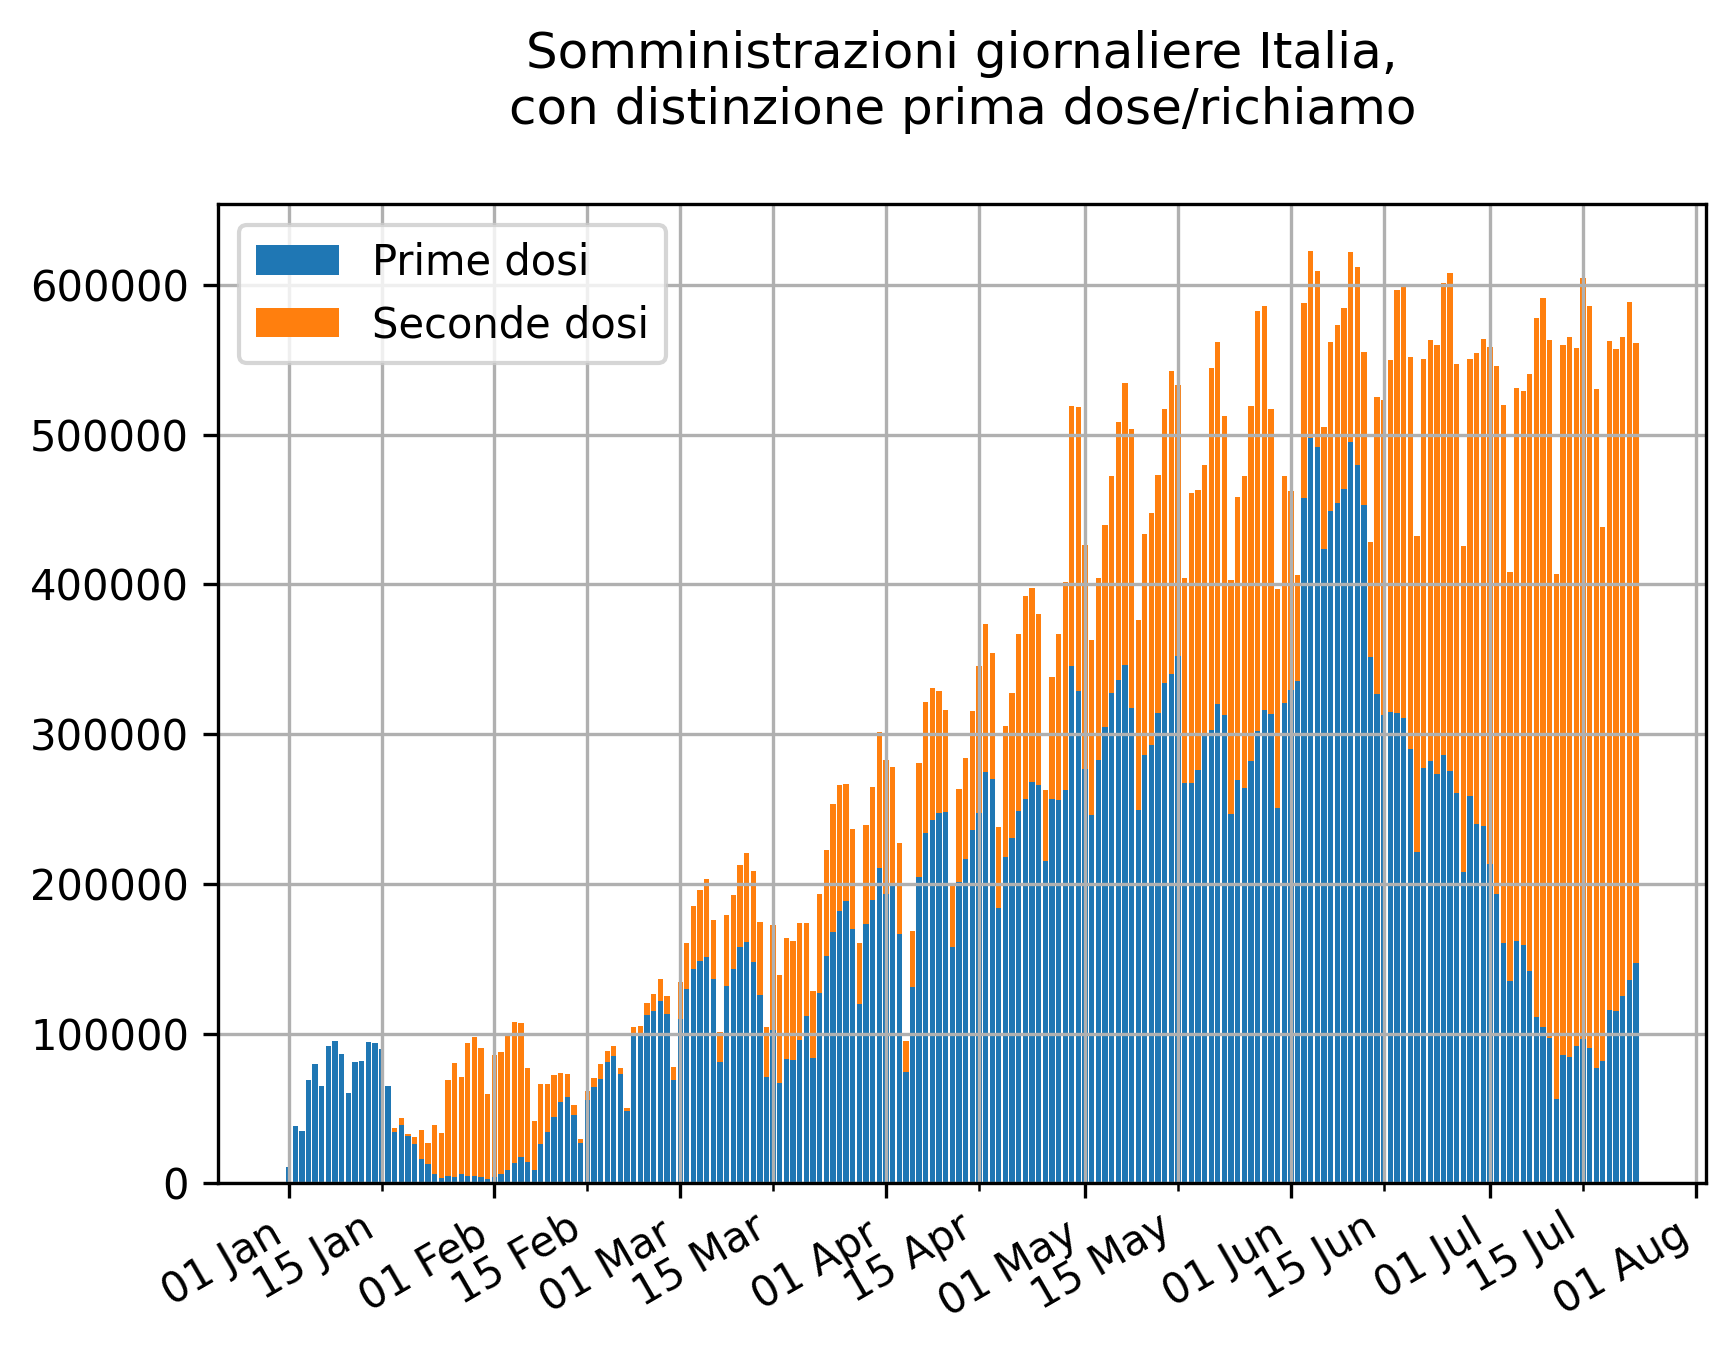 Somministrazioni giornaliere Italia,
con distinzione prima dose/richiamo
Prime dosi
Seconde dosi
600000
500000
400000
300000
200000
100000
0
01 Jan
15 Jan
01 Feb
15 Feb
01 Mar
15 Mar
01 Apr
15 Apr
01 May
15 May
01 Jun
15 Jun
01 Jul
15 Jul
01 Aug